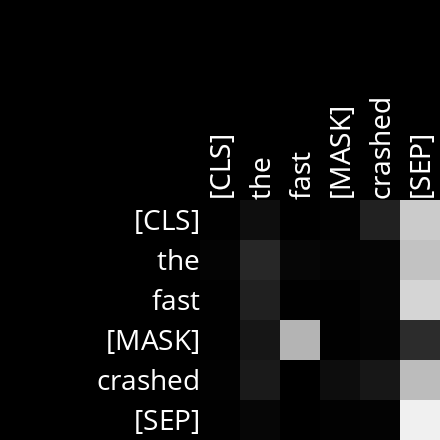 [CLS]
the
fast
[MASK]
crashed
[SEP]
[CLS]
the
fast
[MASK]
crashed
[SEP]